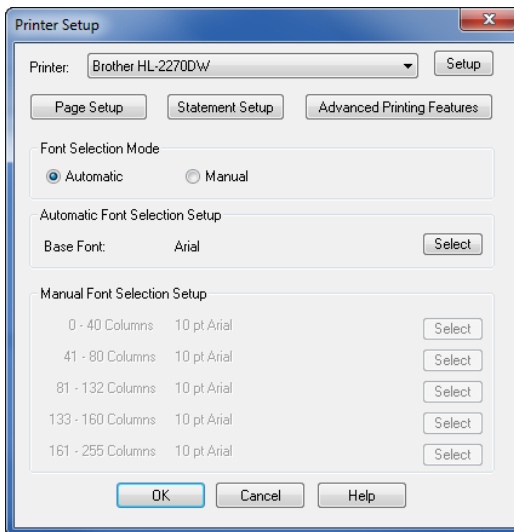 Printer Setup
Printer: Brother HL-2270DW Setup
Page Setup Statement Setup Advanced Printing Features
Font Selection Mode
Automatic Manual
Automatic Font Selection Setup
Base Font: Arial Select
Manual Font Selection Setup
0 - 40 Columns 10 pt Arial Select
41 - 80 Columns 10 pt Arial Select
81 - 132 Columns 10 pt Arial Select
133 - 160 Columns 10 pt Arial Select
161 - 255 Columns 10 pt Arial Select
OK Cancel Help